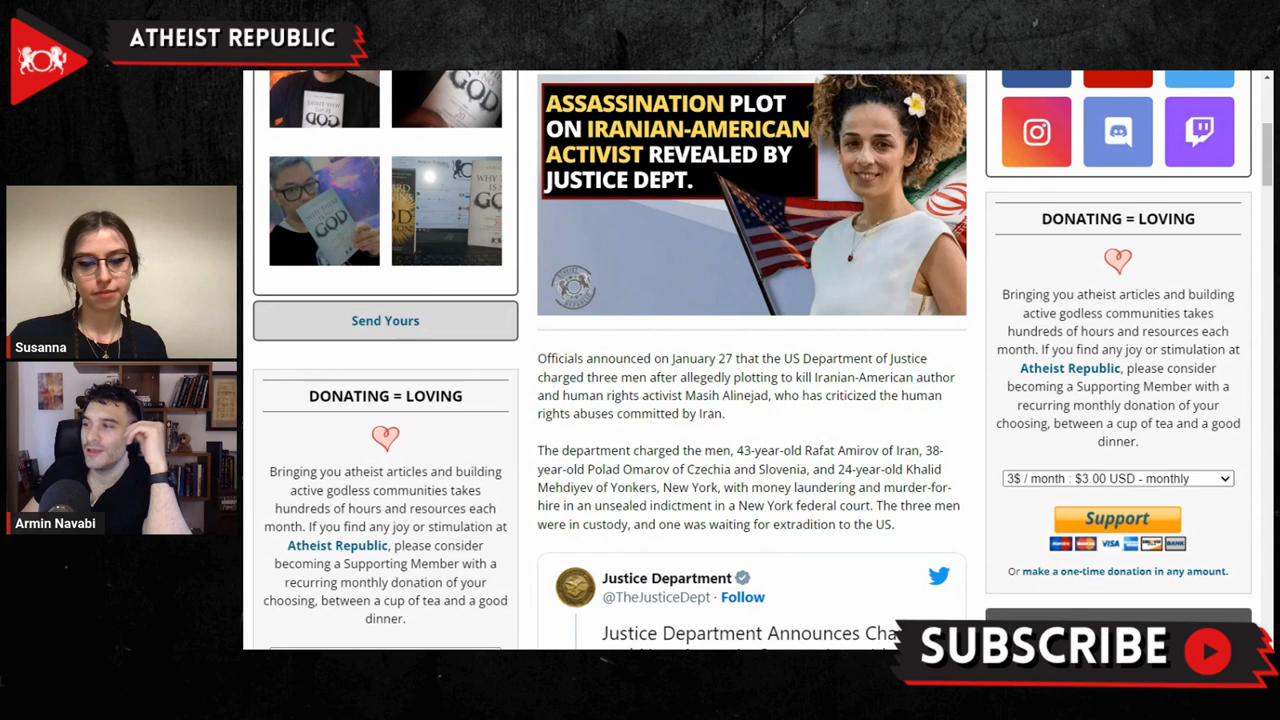 ATHEIST REPUBLIC
Susanna
Armin Navabi
GOD
GOD
Send Yours
DONATING = LOVING
Bringing you atheist articles and building
active godless communities takes
hundreds of hours and resources each
month. If you find any joy or stimulation at
Atheist Republic, please consider
becoming a Supporting Member with a
recurring monthly donation of your
choosing, between a cup of tea and a good
dinner.
ASSASSINATION PLOT
ON IRANIAN-AMERICAN
ACTIVIST REVEALED BY
JUSTICE DEPT.
Officials announced on January 27 that the US Department of Justice
charged three men after allegedly plotting to kill Iranian-American author
and human rights activist Masih Alinejad, who has criticized the human
rights abuses committed by Iran.
The department charged the men, 43-year-old Rafat Amirov of Iran, 38-
year-old Polad Omarov of Czechia and Slovenia, and 24-year-old Khalid
Mehdiyev of Yonkers, New York, with money laundering and murder-for-
hire in an unsealed indictment in a New York federal court. The three men
were in custody, and one was waiting for extradition to the US.
Justice Department
@TheJusticeDept · Follow
Justice Department Announces Cha
DONATING = LOVING
Bringing you atheist articles and building
active godless communities takes
hundreds of hours and resources each
month. If you find any joy or stimulation at
Atheist Republic, please consider
becoming a Supporting Member with a
recurring monthly donation of your
choosing, between a cup of tea and a good
dinner.
3$ / month : $3.00 USD - monthly
Support
VISA
BANK
Or make a one-time donation in any amount.
SUBSCRIBE